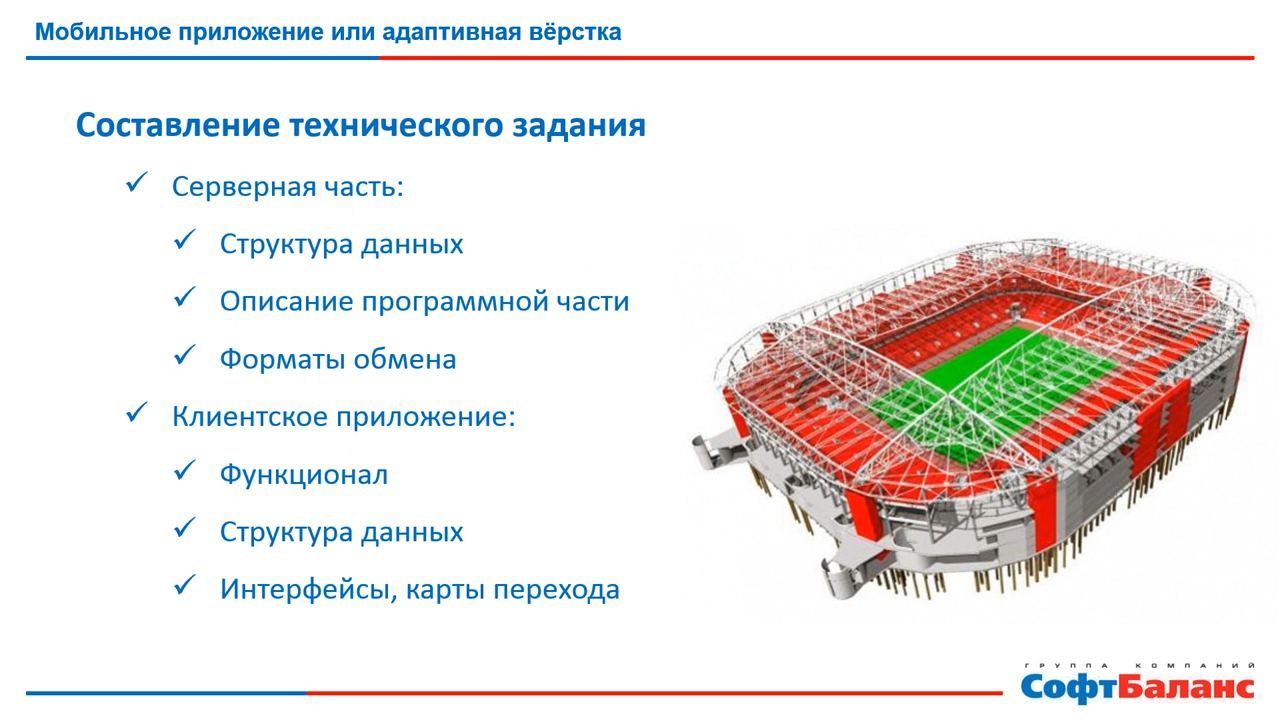 Мобильное приложение или адаптивная вёрстка
Составление технического задания
Серверная часть:
Структура данных
Описание программной части
Форматы обмена
Клиентское приложение:
Функционал
Структура данных
Интерфейсы, карты перехода
ГРУППА КОМПАНИЙ
СофтБаланс